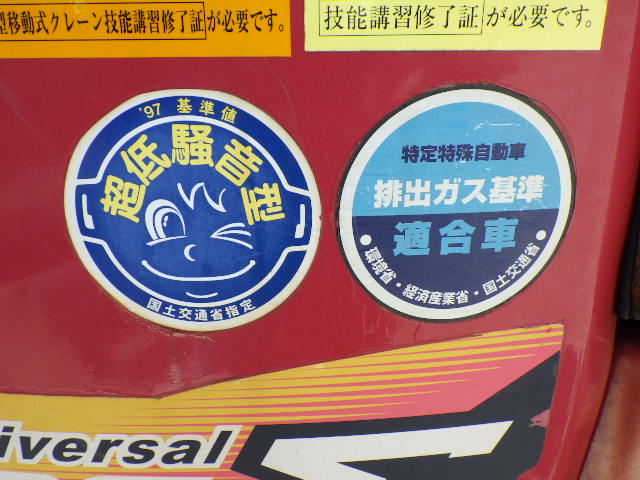 型移動式クレーン技能講習修了証が必要です。
技能講習修了証が必要です。
'97 基準値
超低騒音型
国土交通省指定
特定特殊自動車
排出ガス基準
適合車
・環境省・経済産業省・国土交通省・
iversal